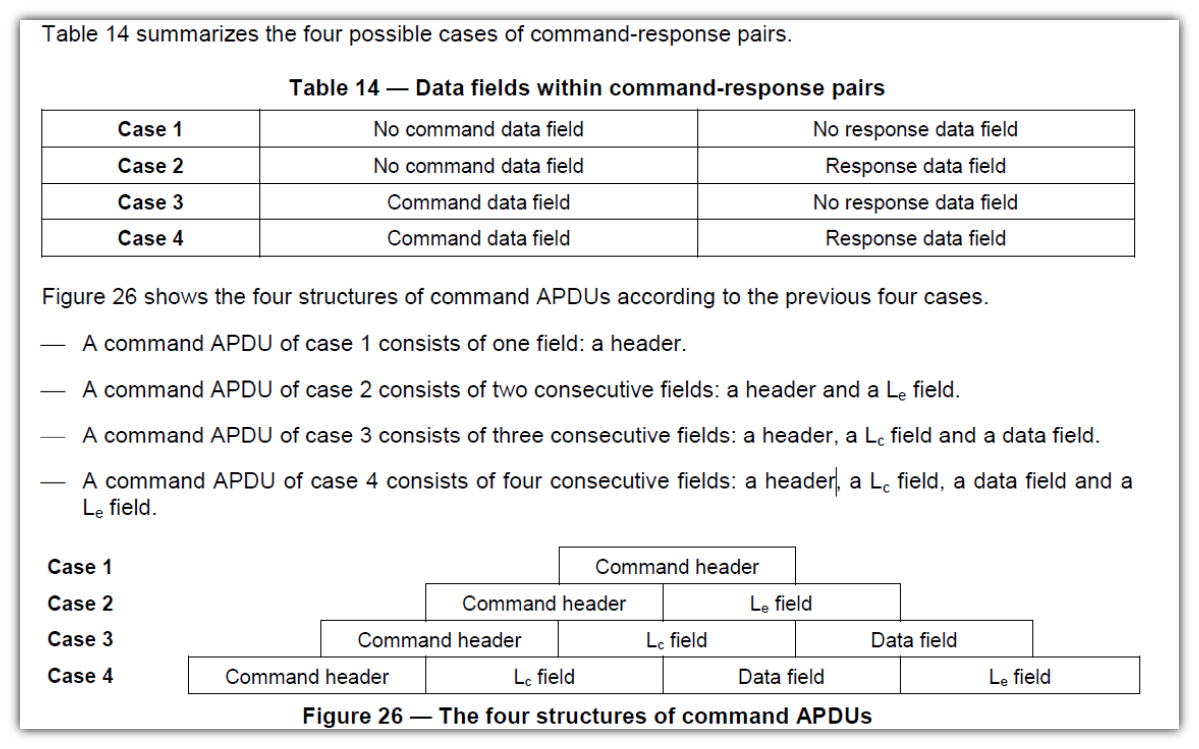 Table 14 summarizes the four possible cases of command-response pairs.
Table 14 — Data fields within command-response pairs
Case 1 No command data field No response data field
Case 2 No command data field Response data field
Case 3 Command data field No response data field
Case 4 Command data field Response data field
Figure 26 shows the four structures of command APDUs according to the previous four cases.
— A command APDU of case 1 consists of one field: a header.
— A command APDU of case 2 consists of two consecutive fields: a header and a Le field.
— A command APDU of case 3 consists of three consecutive fields: a header, a Lc field and a data field.
— A command APDU of case 4 consists of four consecutive fields: a header, a Lc field, a data field and a
Le field.
Case 1 Command header
Case 2 Command header Le field
Case 3 Command header Lc field Data field
Case 4 Command header Lc field Data field Le field
Figure 26 — The four structures of command APDUs